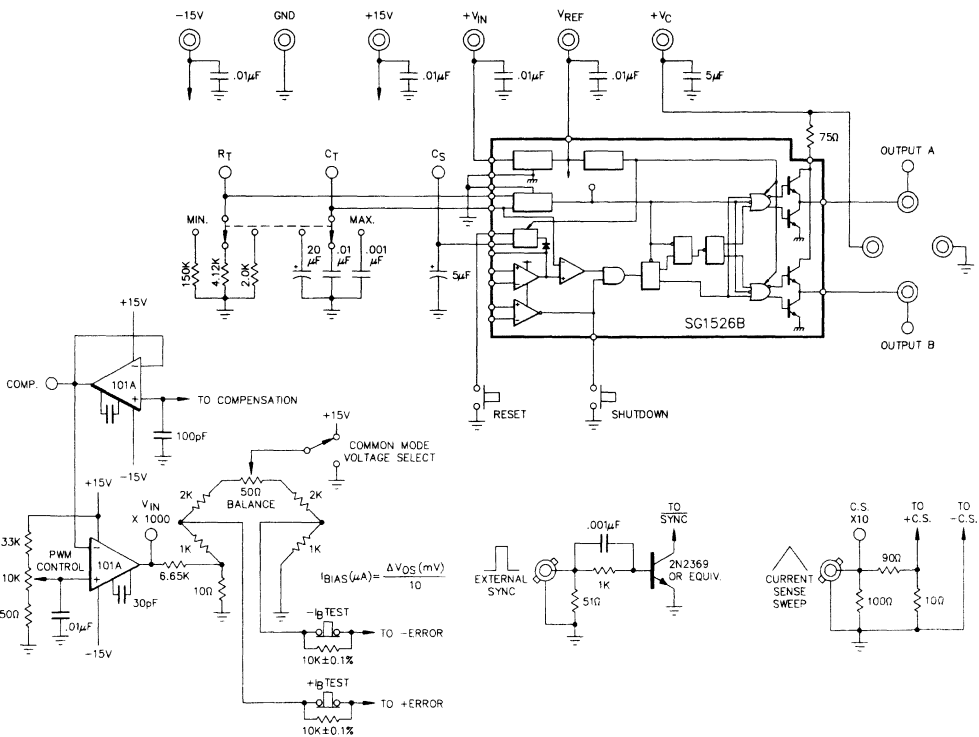 -15V
GND
+15V
+VIN
VREF
+VC
.01µF
.01µF
.01µF
.01µF
5µF
75Ω
OUTPUT A
RT
CT
CS
MIN.
MAX.
150K
4.12K
2.0K
20 µF
.01 µF
.001 µF
5µF
SG1526B
OUTPUT B
+15V
COMP.
101A
TO COMPENSATION
RESET
SHUTDOWN
100pF
-15V
+15V
COMMON MODE
VOLTAGE SELECT
+15V
VIN
X 1000
2K
50Ω
BALANCE
2K
33K
PWM
CONTROL
101A
1K
1K
10K
6.65K
10Ω
30pF
50Ω
.01µF
-15V
IBIAS(µA)= ΔVOS(mV)
10
-IB TEST
TO -ERROR
10K±0.1%
+IB TEST
TO +ERROR
10K±0.1%
EXTERNAL
SYNC
.001µF
TO
SYNC
1K
51Ω
2N2369
OR EQUIV.
C.S.
X10
TO
+C.S.
TO
-C.S.
90Ω
CURRENT
SENSE
SWEEP
100Ω
10Ω